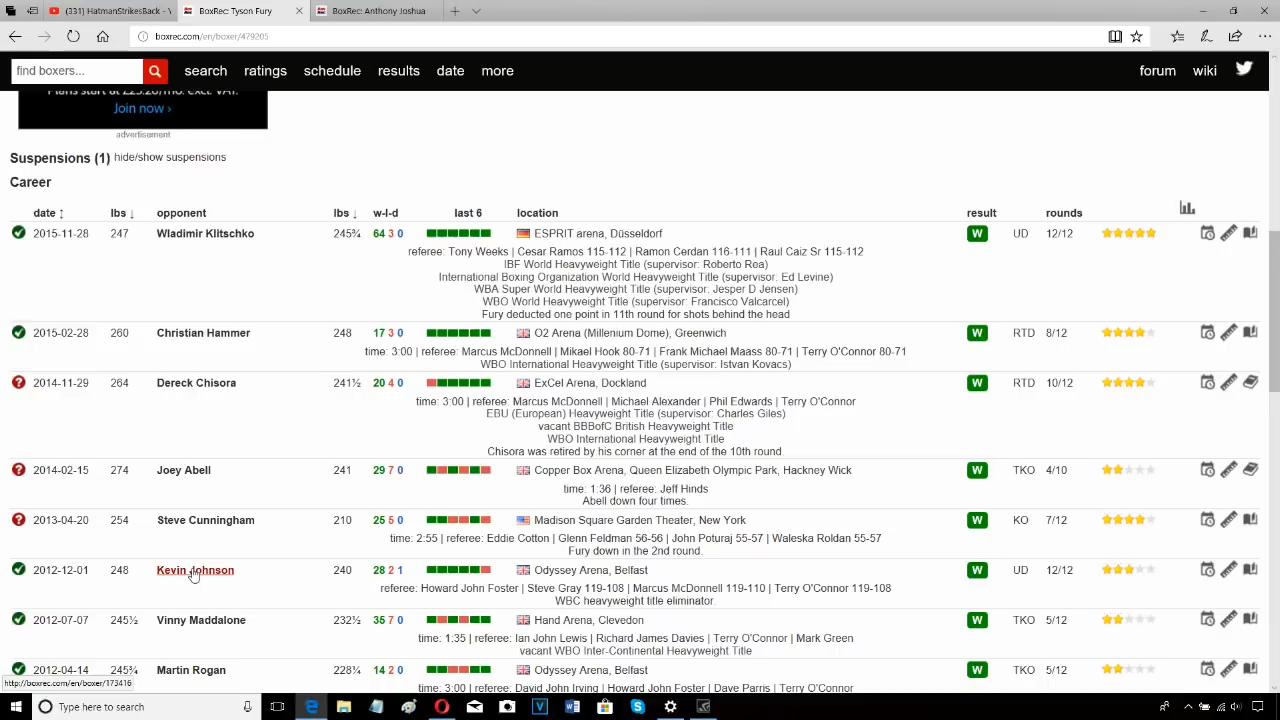 (331) HatmanStor
BoxRec: Tyson Fury
BoxRec: Anthony Joshua
boxrec.com/en/boxer/479205
find boxers...
search ratings schedule results date more
forum wiki
Join now ›
advertisement
Suspensions (1) hide/show suspensions
Career
date ↕ lbs ↓ opponent lbs ↓ w-l-d last 6 location result rounds
2015-11-28 247 Wladimir Klitschko 245¾ 64 3 0 ESPRIT arena, Düsseldorf W UD 12/12
referee: Tony Weeks | Cesar Ramos 115-112 | Ramon Cerdan 116-111 | Raul Caiz Sr 115-112
IBF World Heavyweight Title (supervisor: Roberto Rea)
International Boxing Organization World Heavyweight Title (supervisor: Ed Levine)
WBA Super World Heavyweight Title (supervisor: Jesper D Jensen)
WBO World Heavyweight Title (supervisor: Francisco Valcarcel)
Fury deducted one point in 11th round for shots behind the head
2015-02-28 260 Christian Hammer 248 17 3 0 O2 Arena (Millenium Dome), Greenwich W RTD 8/12
time: 3:00 | referee: Marcus McDonnell | Mikael Hook 80-71 | Frank Michael Maass 80-71 | Terry O'Connor 80-71
WBO International Heavyweight Title (supervisor: Istvan Kovacs)
2014-11-29 264 Dereck Chisora 241½ 20 4 0 ExCel Arena, Dockland W RTD 10/12
time: 3:00 | referee: Marcus McDonnell | Michael Alexander | Phil Edwards | Terry O'Connor
EBU (European) Heavyweight Title (supervisor: Charles Giles)
vacant BBBofC British Heavyweight Title
WBO International Heavyweight Title
Chisora was retired by his corner at the end of the 10th round.
2014-02-15 274 Joey Abell 241 29 7 0 Copper Box Arena, Queen Elizabeth Olympic Park, Hackney Wick W TKO 4/10
time: 1:36 | referee: Jeff Hinds
Abell down four times.
2013-04-20 254 Steve Cunningham 210 25 5 0 Madison Square Garden Theater, New York W KO 7/12
time: 2:55 | referee: Eddie Cotton | Glenn Feldman 56-56 | John Poturaj 55-57 | Waleska Roldan 55-57
Fury down in the 2nd round.
2012-12-01 248 Kevin Johnson 240 28 2 1 Odyssey Arena, Belfast W UD 12/12
referee: Howard John Foster | Steve Gray 119-108 | Marcus McDonnell 119-110 | Terry O'Connor 119-108
WBC heavyweight title eliminator.
2012-07-07 245½ Vinny Maddalone 232½ 35 7 0 Hand Arena, Clevedon W TKO 5/12
time: 1:35 | referee: Ian John Lewis | Richard James Davies | Terry O'Connor | Mark Green
vacant WBO Inter-Continental Heavyweight Title
2012-04-14 245¾ Martin Rogan 228¼ 14 2 0 Odyssey Arena, Belfast W TKO 5/12
http://boxrec.com/en/boxer/173416
time: 3:00 | referee: David John Irving | Howard John Foster | Dave Parris | Terry O'Connor
Type here to search